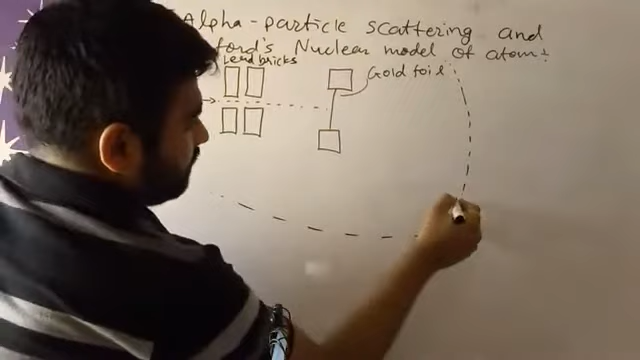 Alpha-particle scattering and
ford's Nuclear model of atom :
Lead bricks
Gold foil